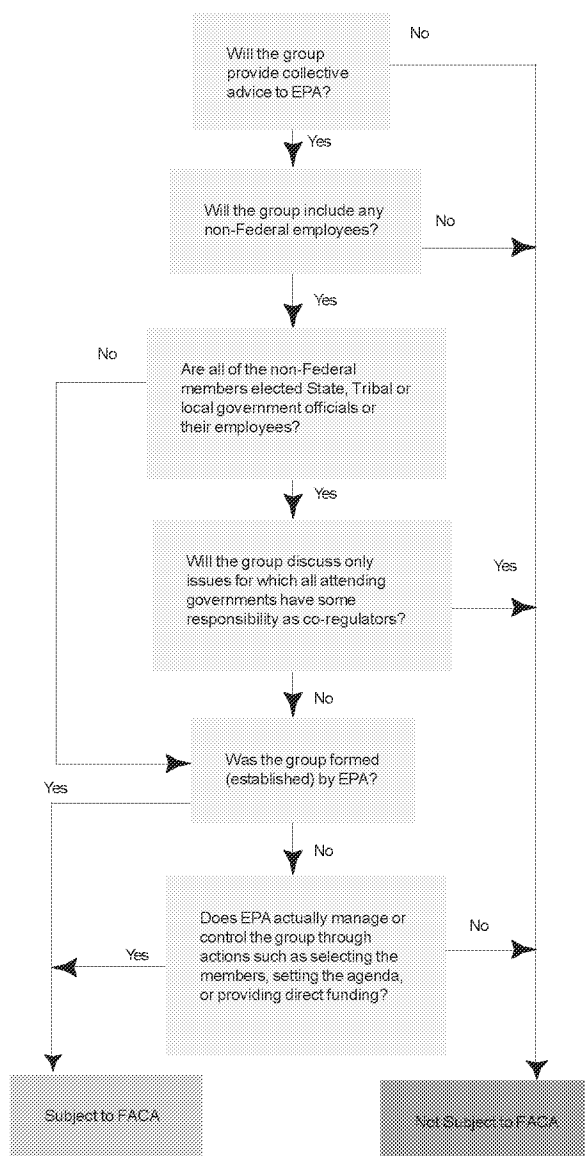 No
Will the group
provide collective
advice to EPA?
Yes
Will the group include any
non-Federal employees?
No
Yes
No
Are all of the non-Federal
members elected State, Tribal or
local government officials or
their employees?
Yes
Will the group discuss only
issues for which all attending
governments have some
responsibility as co-regulators?
Yes
No
Was the group formed
(established) by EPA?
Yes
No
Does EPA actually manage or
control the group through
actions such as selecting the
members, setting the agenda,
or providing direct funding?
No
Yes
Subject to FACA
Not Subject to FACA